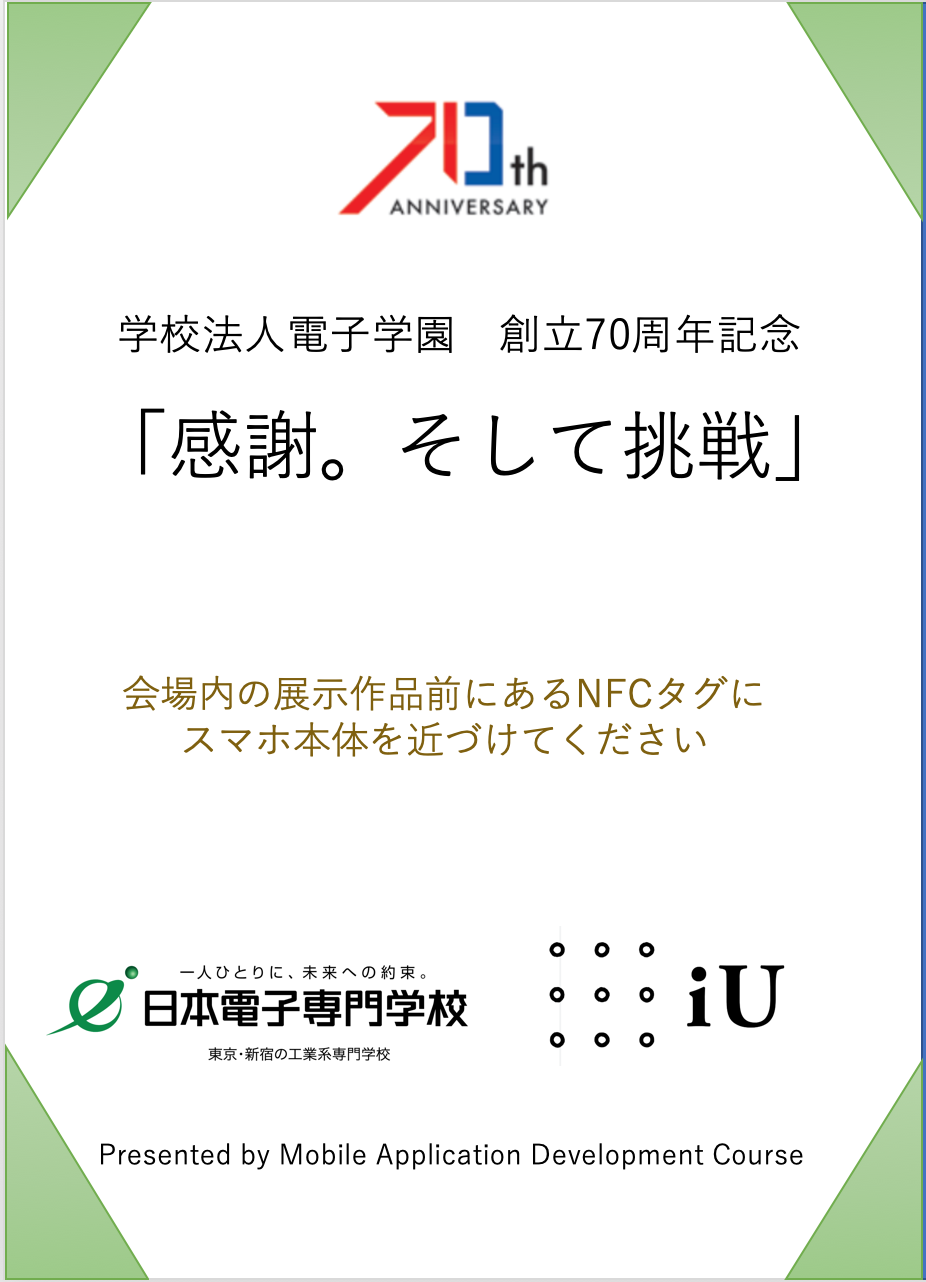 70th
ANNIVERSARY
学校法人電子学園　創立70周年記念
「感謝。そして挑戦」
会場内の展示作品前にあるNFCタグに
スマホ本体を近づけてください
一人ひとりに、未来への約束。
日本電子専門学校
東京・新宿の工業系専門学校
iU
Presented by Mobile Application Development Course